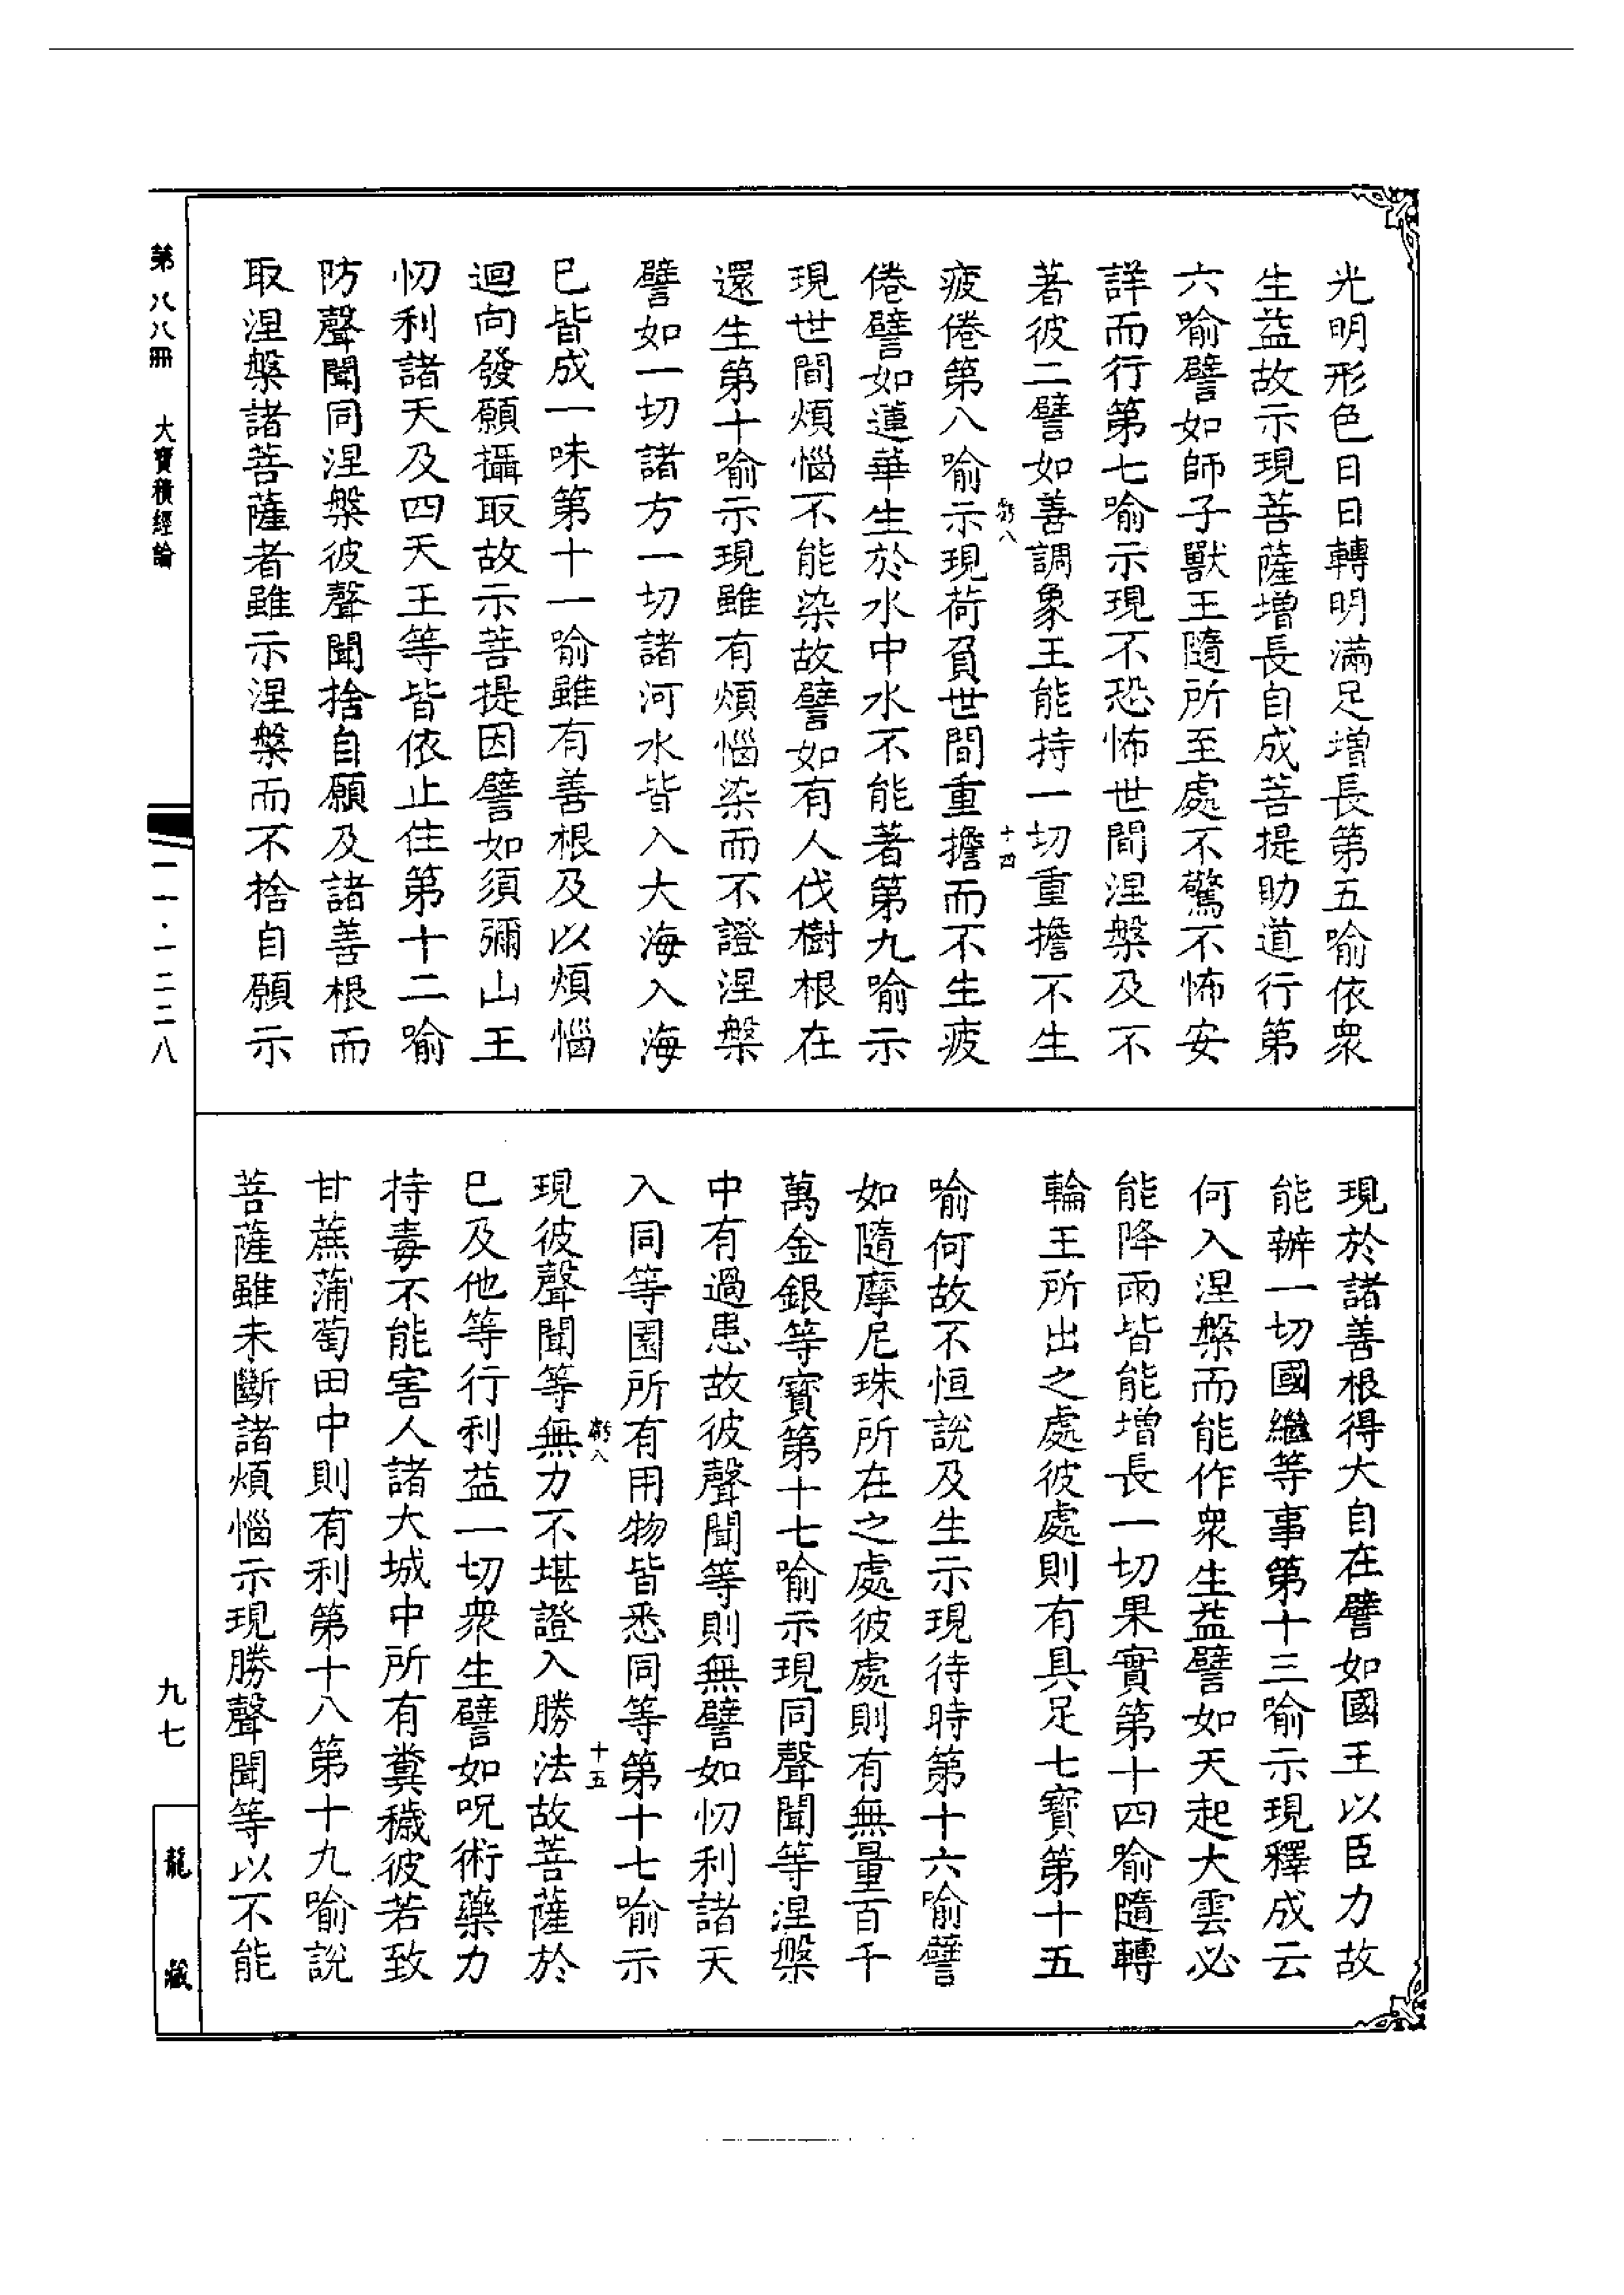 光明形色日日轉明滿足增長第五喻依衆
生益故示現菩薩增長自成菩提助道行第
六喻譬如師子獸王隨所至處不驚不怖安
詳而行第七喻示現不恐怖世間涅槃及不
著彼二譬如善調象王能持一切重擔不生
虧八
十四
疲倦第八喻示現荷負世間重擔而不生疲
倦譬如蓮華生於水中水不能著第九喻示
現世間煩惱不能染故譬如有人伐樹根在
還生第十喻示現雖有煩惱染而不證涅槃
譬如一切諸方一切諸河水皆入大海入海
已皆成一味第十一喻雖有善根及以煩惱
迴向發願攝取故示菩提因譬如須彌山王
忉利諸天及四天王等皆依止住第十二喻
防聲聞同涅槃彼聲聞捨自願及諸善根而
取涅槃諸菩薩者雖示涅槃而不捨自願示
現於諸善根得大自在譬如國王以臣力故
能辦一切國繼等事第十三喻示現釋成云
何入涅槃而能作衆生益譬如天起大雲必
能降雨皆能增長一切果實第十四喻隨轉
輪王所出之處彼處則有具足七寶第十五
喻何故不恒說及生示現待時第十六喻譬
如隨摩尼珠所在之處彼處則有無量百千
萬金銀等寶第十七喻示現同聲聞等涅槃
中有過患故彼聲聞等則無譬如忉利諸天
入同等園所有用物皆悉同等第十七喻示
虧八
十五
現彼聲聞等無力不堪證入勝法故菩薩於
已及他等行利益一切衆生譬如呪術藥力
持毒不能害人諸大城中所有糞穢彼若致
甘蔗蒲萄田中則有利第十八第十九喻說
菩薩雖未斷諸煩惱示現勝聲聞等以不能
第八八冊
大寶積經論
一一·一二二八
九七
龍藏